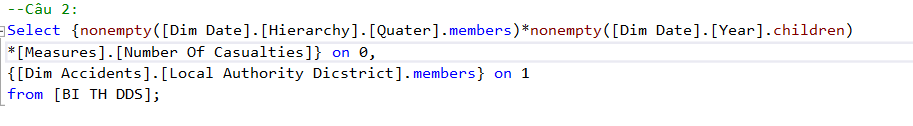 --Câu 2:
Select {nonempty([Dim Date].[Hierarchy].[Quater].members)*nonempty([Dim Date].[Year].children)
*[Measures].[Number Of Casualties]} on 0,
{[Dim Accidents].[Local Authority Dicstrict].members} on 1
from [BI TH DDS];